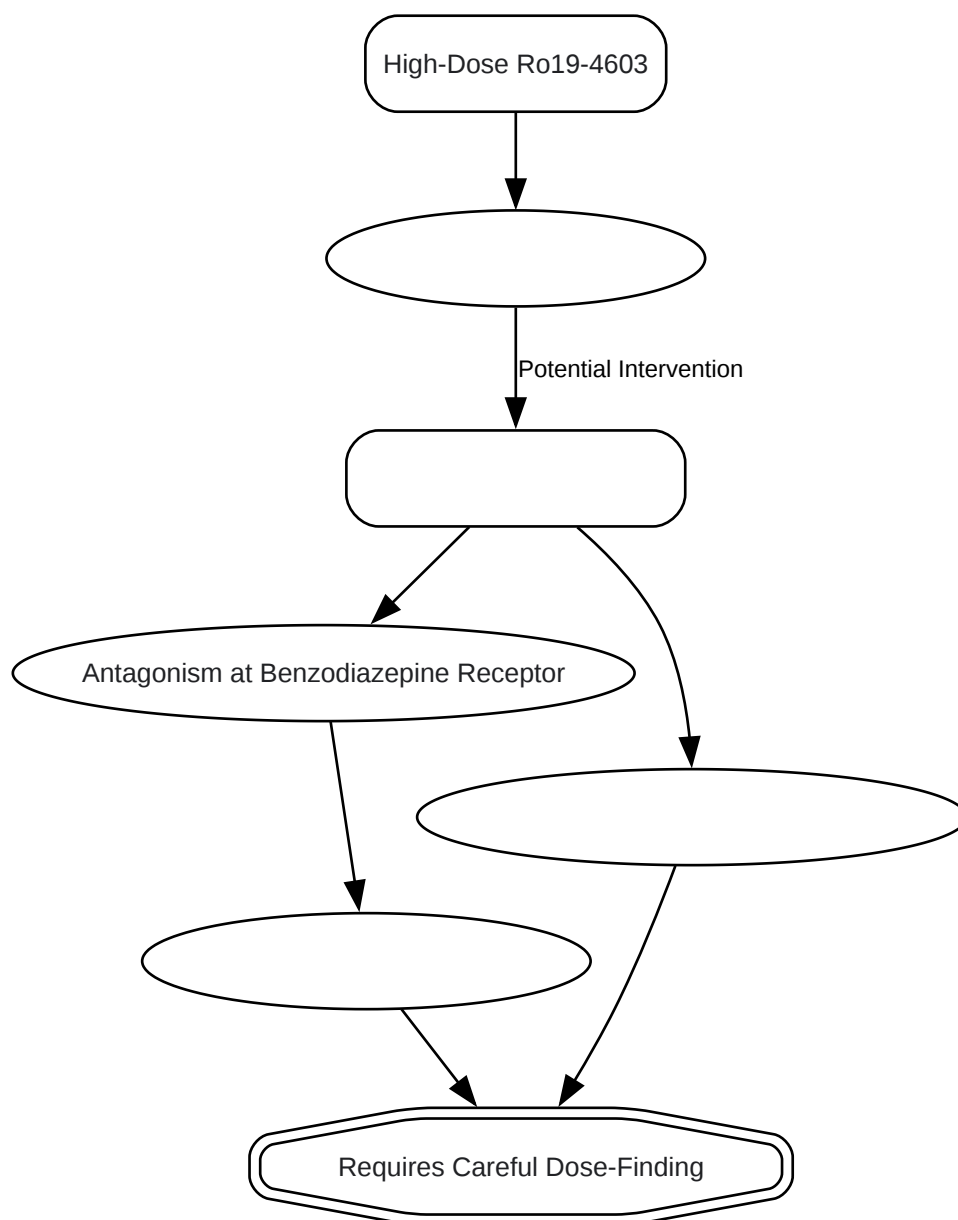 High-Dose Ro19-4603
Potential Intervention
Antagonism at Benzodiazepine Receptor
Requires Careful Dose-Finding